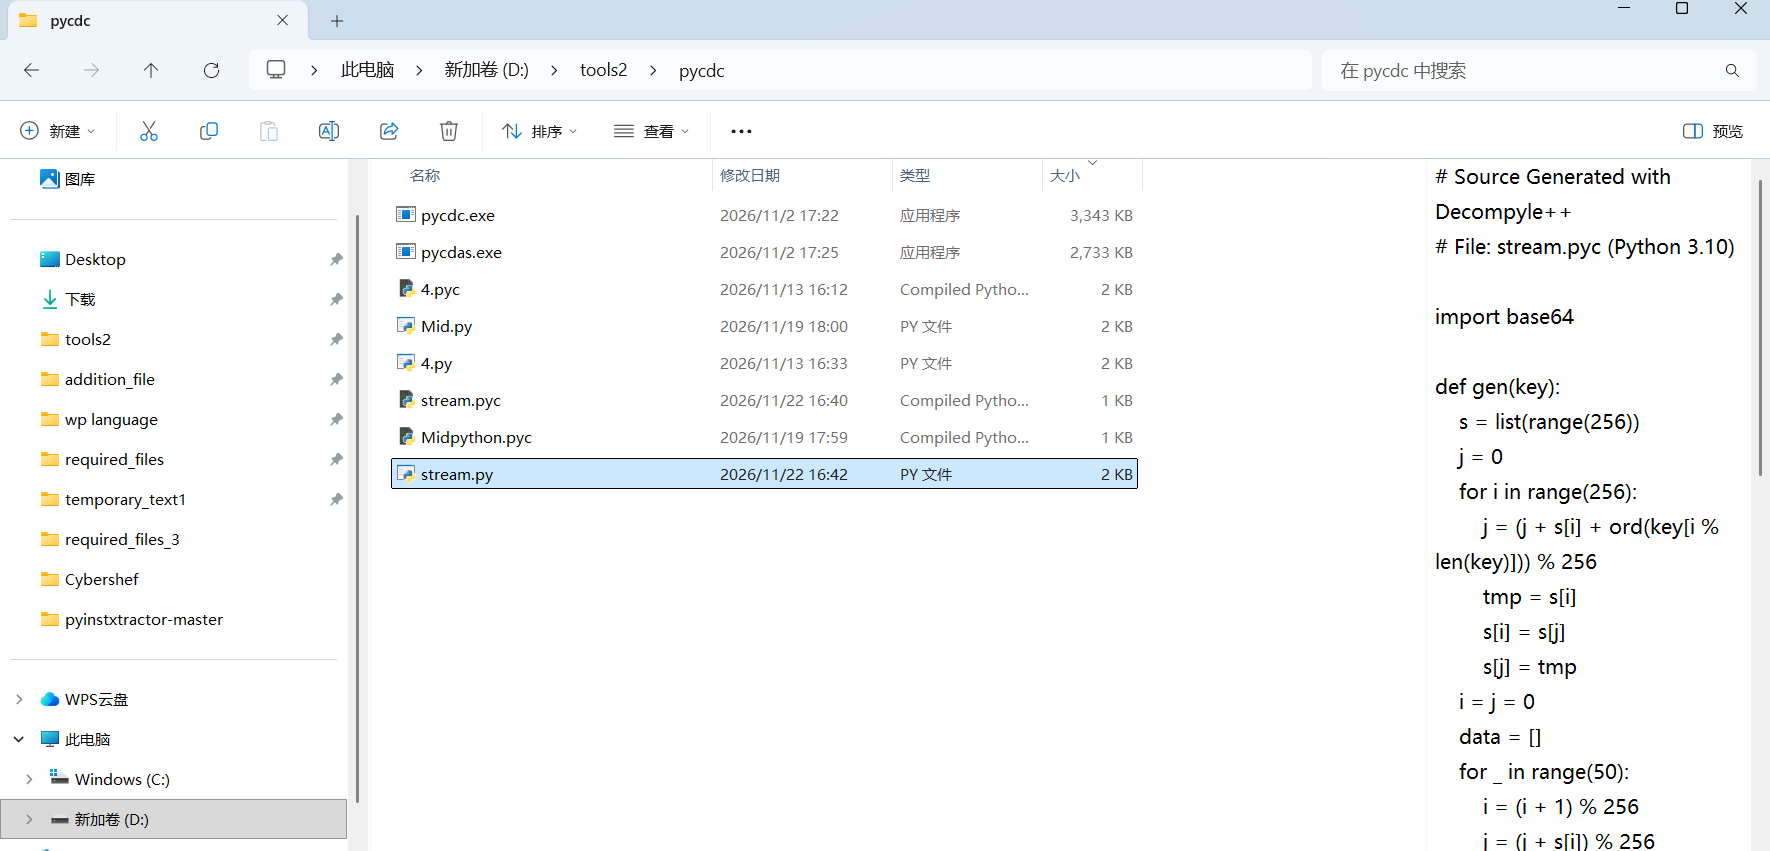 pycdc
此电脑
新加卷 (D:)
tools2
pycdc
在 pycdc 中搜索
新建
排序
查看
预览
图库
Desktop
下载
tools2
addition_file
wp language
required_files
temporary_text1
required_files_3
Cybershef
pyinstxtractor-master
WPS云盘
此电脑
Windows (C:)
新加卷 (D:)
名称 修改日期 类型 大小
pycdc.exe 2026/11/2 17:22 应用程序 3,343 KB
pycdas.exe 2026/11/2 17:25 应用程序 2,733 KB
4.pyc 2026/11/13 16:12 Compiled Pytho... 2 KB
Mid.py 2026/11/19 18:00 PY 文件 2 KB
4.py 2026/11/13 16:33 PY 文件 2 KB
stream.pyc 2026/11/22 16:40 Compiled Pytho... 1 KB
Midpython.pyc 2026/11/19 17:59 Compiled Pytho... 1 KB
stream.py 2026/11/22 16:42 PY 文件 2 KB
# Source Generated with
Decompyle++
# File: stream.pyc (Python 3.10)
import base64
def gen(key):
s = list(range(256))
j = 0
for i in range(256):
j = (j + s[i] + ord(key[i %
len(key)])) % 256
tmp = s[i]
s[i] = s[j]
s[j] = tmp
i = j = 0
data = []
for _ in range(50):
i = (i + 1) % 256
j = (j + s[i]) % 256